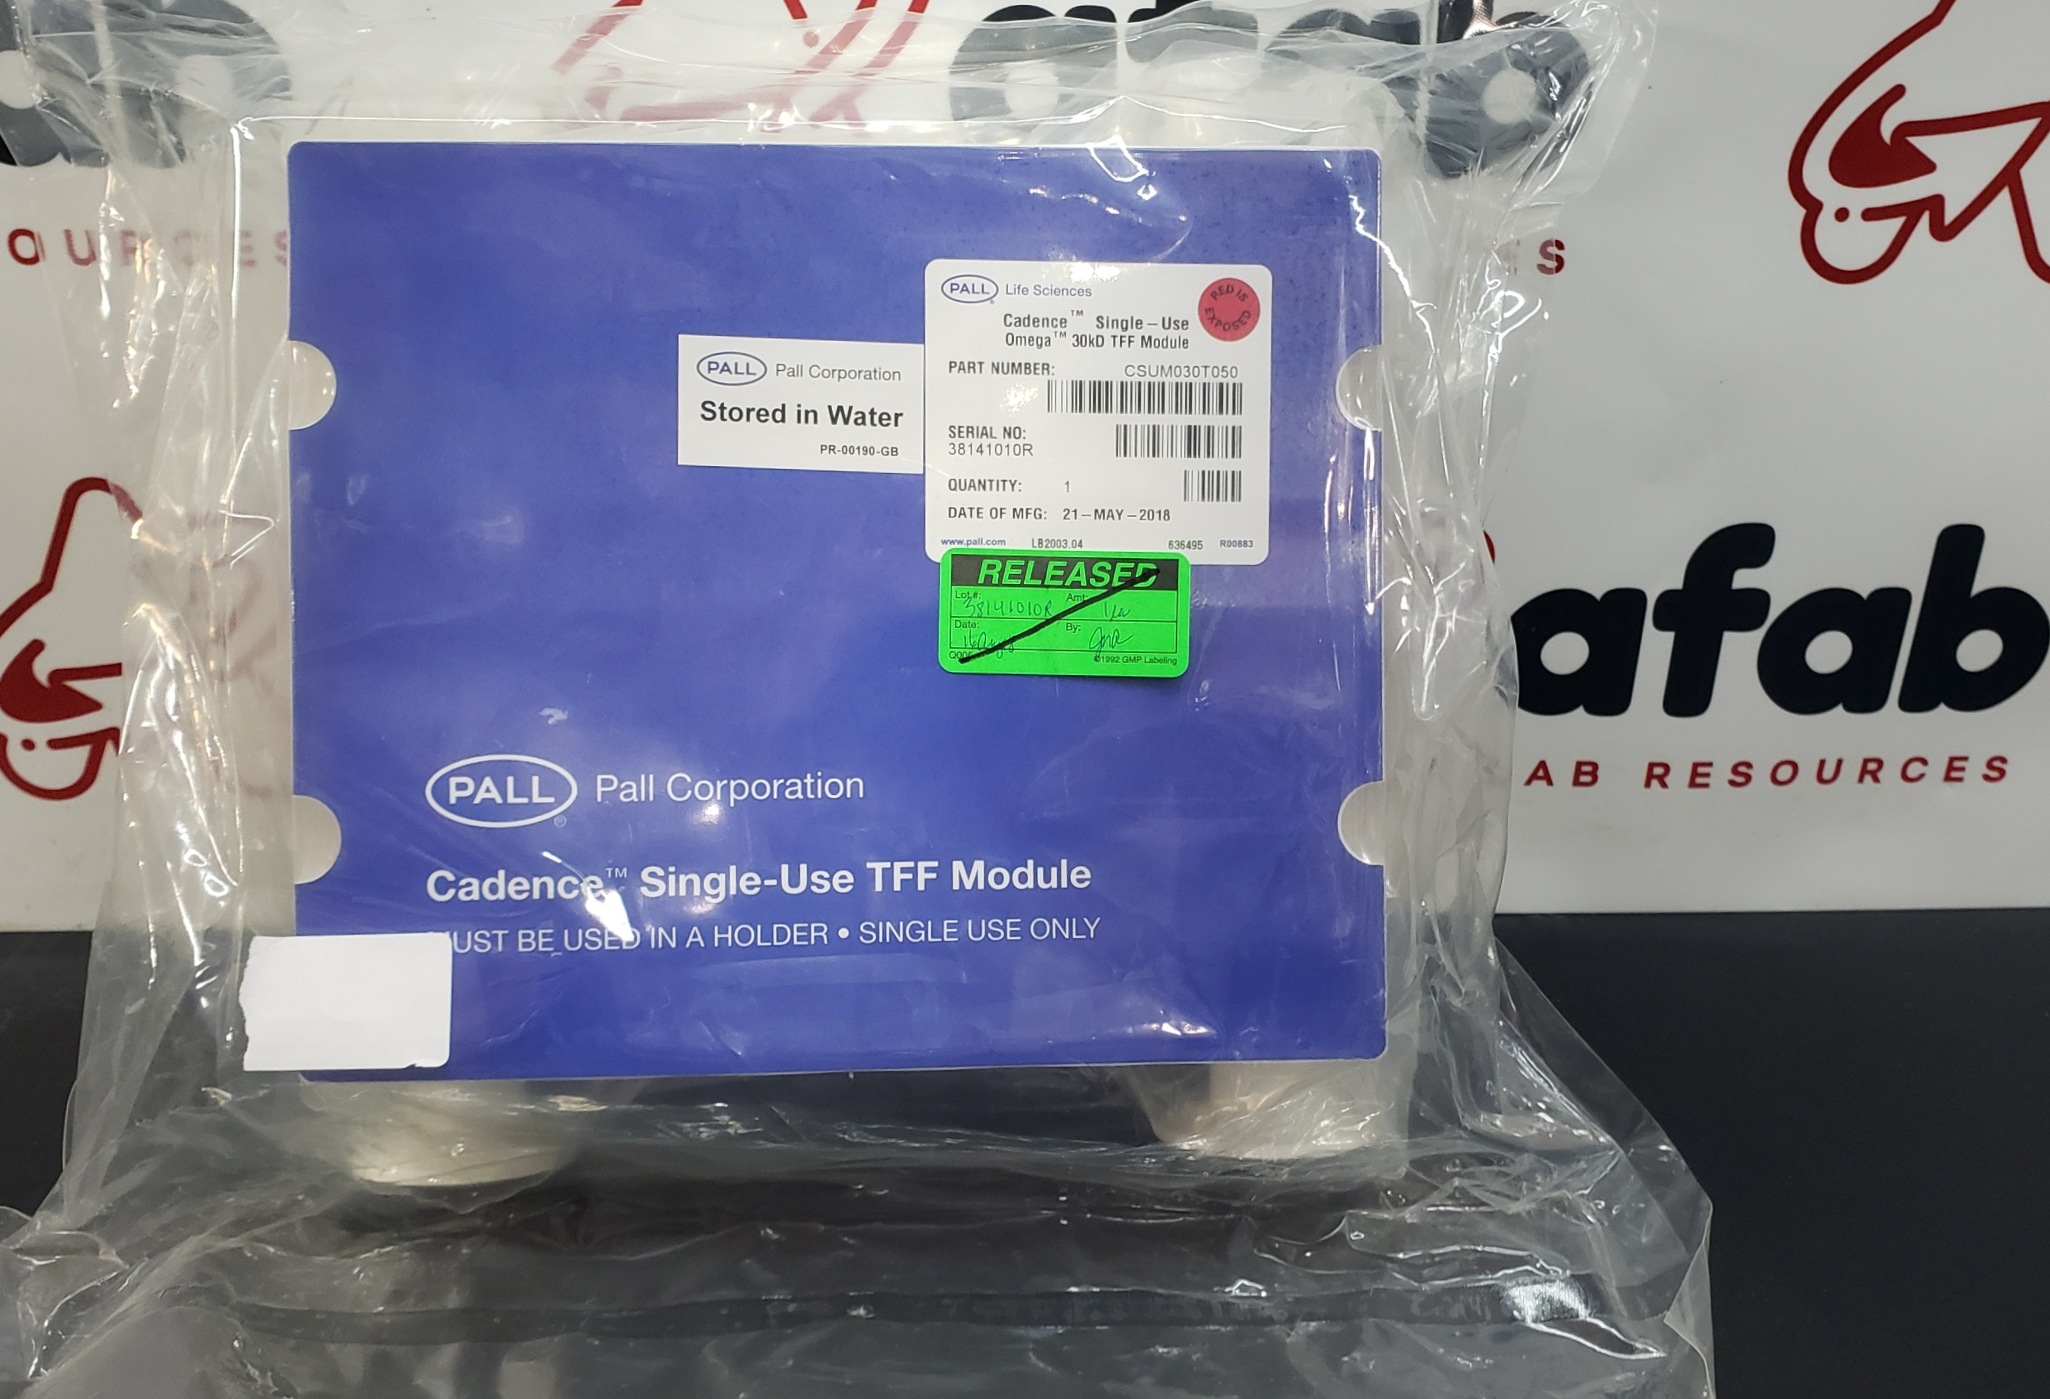 OURCES
S
PALL Life Sciences
RED IS EXPOSED
Cadence™ Single-Use
Omega™ 30kD TFF Module
PART NUMBER: CSUM030T050
SERIAL NO:
38141010R
QUANTITY: 1
DATE OF MFG: 21-MAY-2018
www.pall.com LB2003.04 636495 R00883
PALL Pall Corporation
Stored in Water
PR-00190-GB
RELEASED
Lot#: 38141010R Amt: 1ea
Date: By:
©1992 GMP Labeling
afab
AB RESOURCES
PALL® Pall Corporation
Cadence™ Single-Use TFF Module
MUST BE USED IN A HOLDER • SINGLE USE ONLY